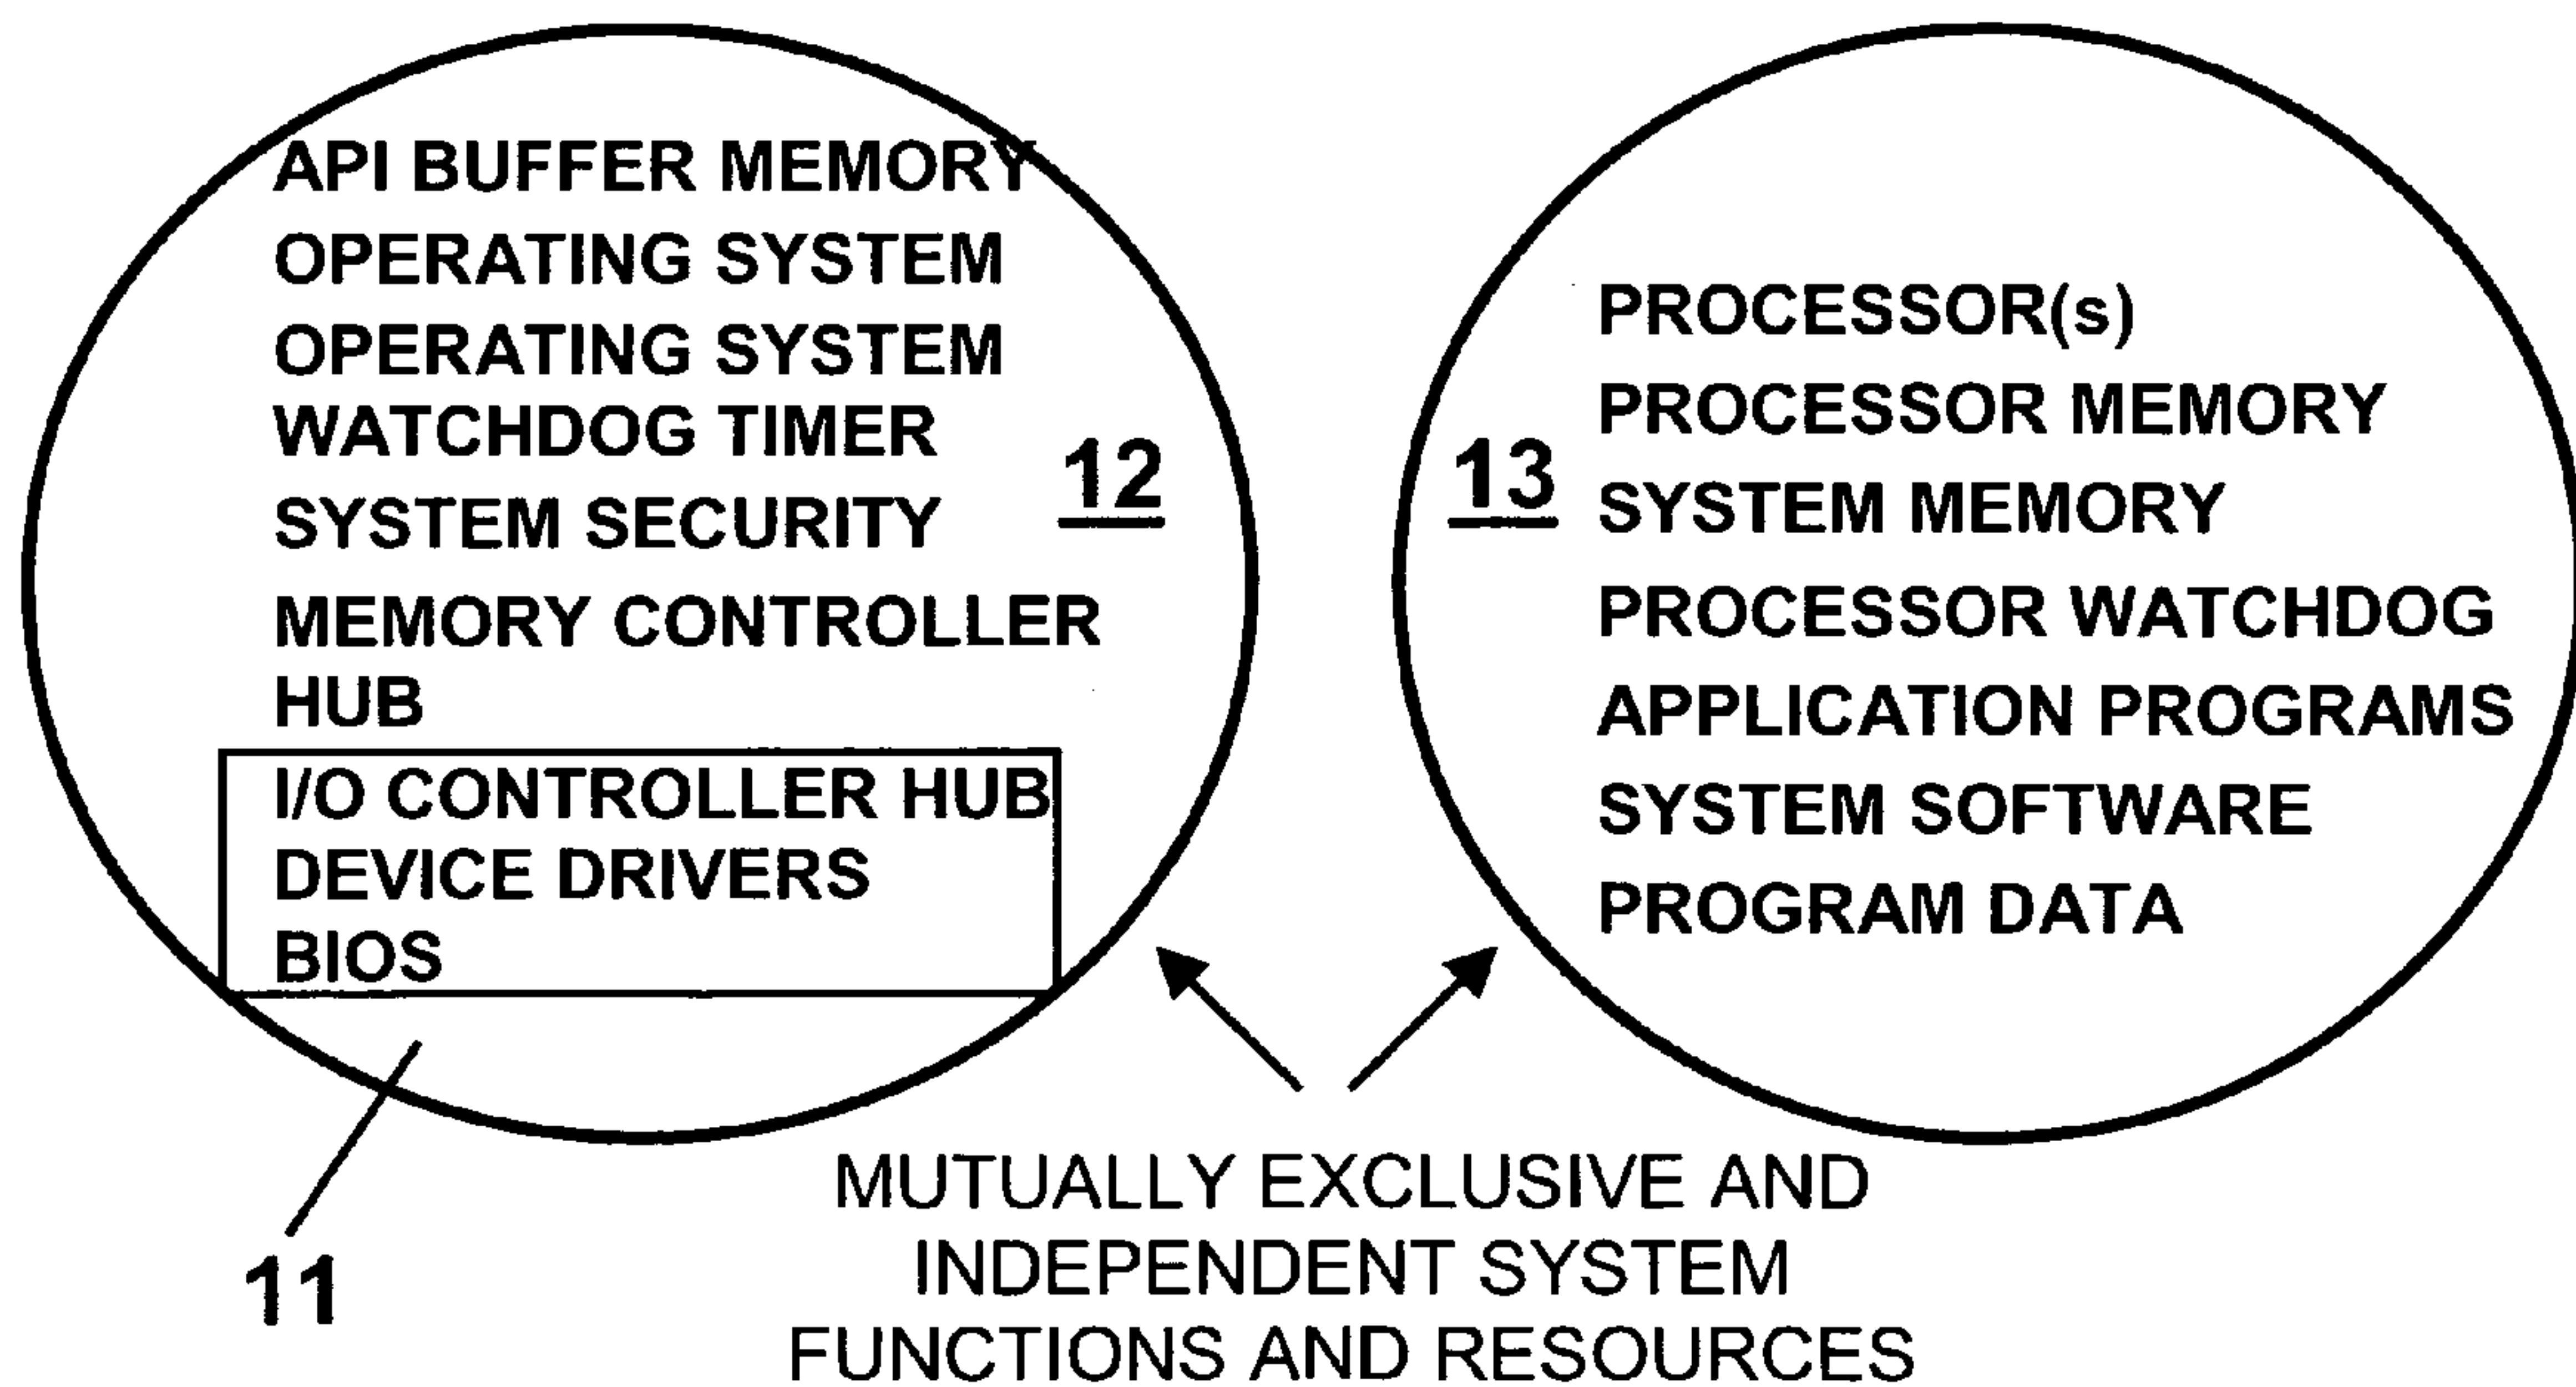 API BUFFER MEMORY
OPERATING SYSTEM
OPERATING SYSTEM
WATCHDOG TIMER
SYSTEM SECURITY
MEMORY CONTROLLER
HUB
I/O CONTROLLER HUB
DEVICE DRIVERS
BIOS
12
11
13
PROCESSOR(s)
PROCESSOR MEMORY
SYSTEM MEMORY
PROCESSOR WATCHDOG
APPLICATION PROGRAMS
SYSTEM SOFTWARE
PROGRAM DATA
MUTUALLY EXCLUSIVE AND
INDEPENDENT SYSTEM
FUNCTIONS AND RESOURCES